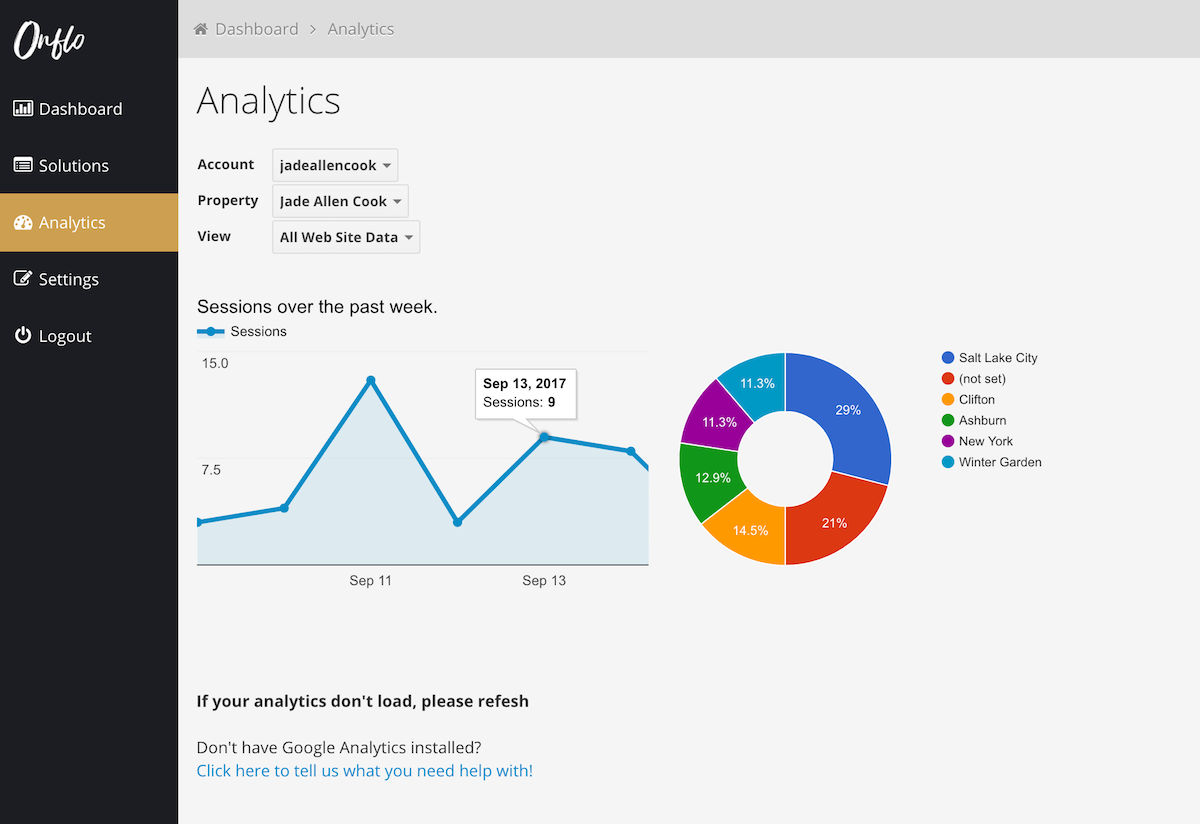 Onflo
Dashboard
Solutions
Analytics
Settings
Logout
Dashboard > Analytics
Analytics
Account jadeallencook
Property Jade Allen Cook
View All Web Site Data
Sessions over the past week.
Sessions
15.0
7.5
Sep 13, 2017
Sessions: 9
Sep 11 Sep 13
11.3%
29%
11.3%
12.9%
14.5%
21%
Salt Lake City
(not set)
Clifton
Ashburn
New York
Winter Garden
If your analytics don't load, please refesh
Don't have Google Analytics installed?
Click here to tell us what you need help with!